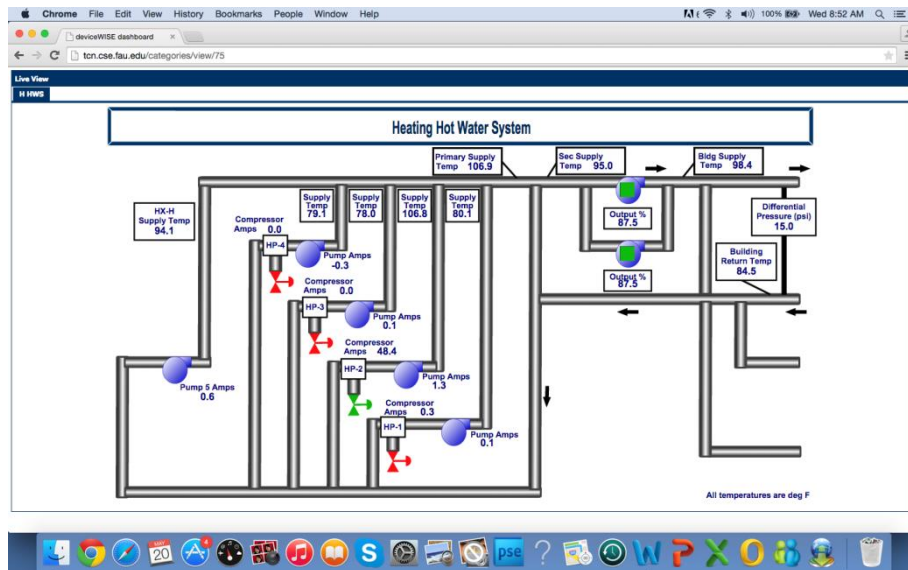 Chrome File Edit View History Bookmarks People Window Help
100% Wed 8:52 AM
deviceWISE dashboard
tcn.cse.fau.edu/categories/view/75
Live View
H HWS
Heating Hot Water System
Primary Supply
Temp 106.9
Sec Supply
Temp 95.0
Bldg Supply
Temp 98.4
HX-H
Supply Temp
94.1
Supply
Temp
79.1
Supply
Temp
78.0
Supply
Temp
106.8
Supply
Temp
80.1
Output %
87.5
Differential
Pressure (psi)
15.0
Compressor
Amps 0.0
HP-4
Pump Amps
-0.3
Building
Return Temp
84.5
Output %
87.5
Compressor
Amps 0.0
HP-3
Pump Amps
0.1
Compressor
Amps 48.4
HP-2
Pump Amps
1.3
Pump 5 Amps
0.6
Compressor
Amps 0.3
HP-1
Pump Amps
0.1
All temperatures are deg F
MAY
20
4
S
pse
?
W
P
X
O